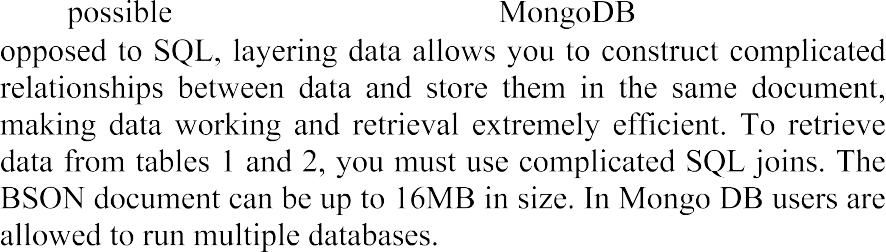 possible MongoDB
opposed to SQL, layering data allows you to construct complicated
relationships between data and store them in the same document,
making data working and retrieval extremely efficient. To retrieve
data from tables 1 and 2, you must use complicated SQL joins. The
BSON document can be up to 16MB in size. In Mongo DB users are
allowed to run multiple databases.